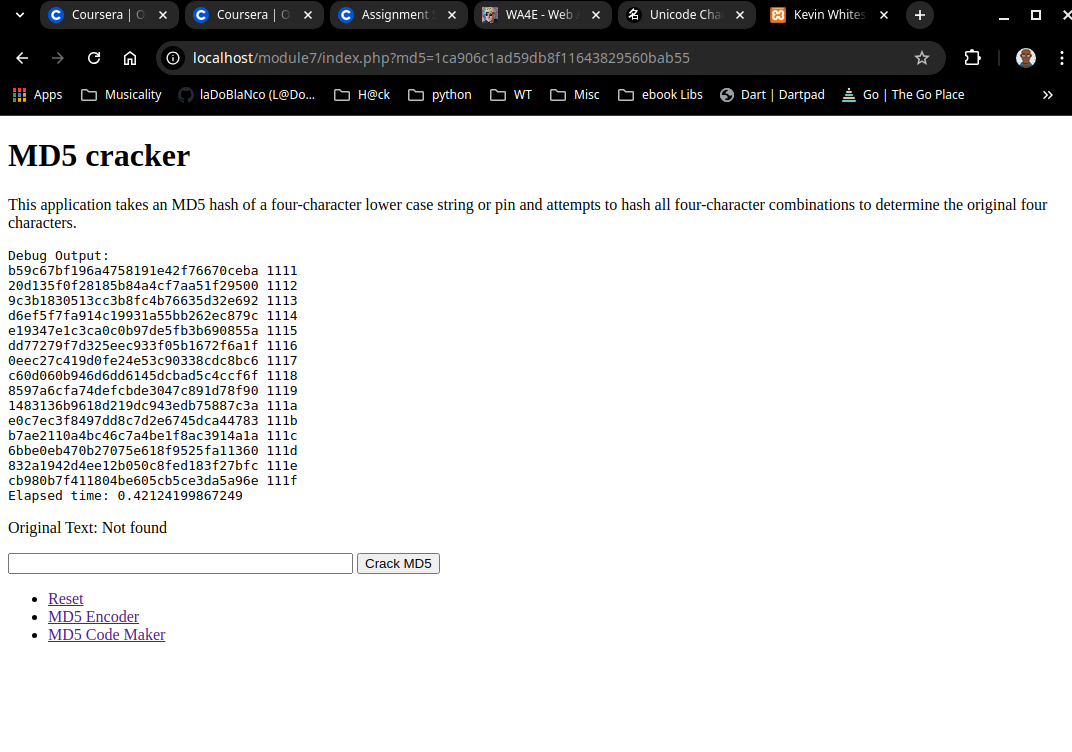 Coursera | O
Coursera | O
Assignment
WA4E - Web
Unicode Cha
Kevin Whites
localhost/module7/index.php?md5=1ca906c1ad59db8f11643829560bab55
Apps
Musicality
laDoBlaNco (L@Do...
H@ck
python
WT
Misc
ebook Libs
Dart | Dartpad
Go | The Go Place
MD5 cracker
This application takes an MD5 hash of a four-character lower case string or pin and attempts to hash all four-character combinations to determine the original four
characters.
Debug Output:
b59c67bf196a4758191e42f76670ceba 1111
20d135f0f28185b84a4cf7aa51f29500 1112
9c3b1830513cc3b8fc4b76635d32e692 1113
d6ef5f7fa914c19931a55bb262ec879c 1114
e19347e1c3ca0c0b97de5fb3b690855a 1115
dd77279f7d325eec933f05b1672f6a1f 1116
0eec27c419d0fe24e53c90338cdc8bc6 1117
c60d060b946d6dd6145dcbad5c4ccf6f 1118
8597a6cfa74defcbde3047c891d78f90 1119
1483136b9618d219dc943edb75887c3a 111a
e0c7ec3f8497dd8c7d2e6745dca44783 111b
b7ae2110a4bc46c7a4be1f8ac3914a1a 111c
6bbe0eb470b27075e618f9525fa11360 111d
832a1942d4ee12b050c8fed183f27bfc 111e
cb980b7f411804be605cb5ce3da5a96e 111f
Elapsed time: 0.42124199867249
Original Text: Not found
Crack MD5
Reset
MD5 Encoder
MD5 Code Maker